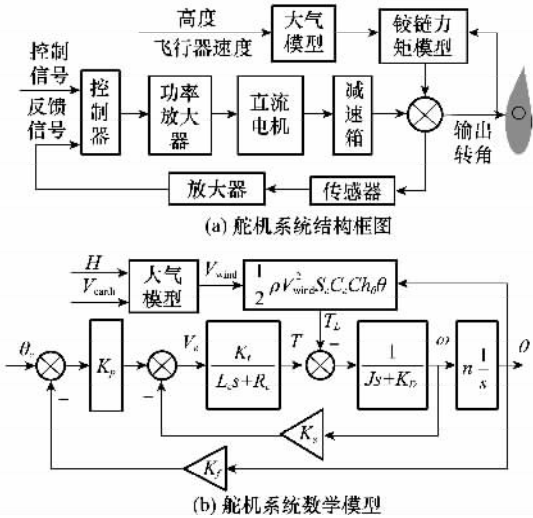 高度
飞行器速度
大气
模型
铰链力
矩模型
控制
信号
反馈
信号
控
制
器
功率
放大
器
直流
电机
减
速
箱
输出
转角
放大器
传感器
(a) 舵机系统结构框图
H
V_earth
大气
模型
V_wind
1/2 ρV²_wind S_c C_c Ch_δ θ
T_L
−
K_p
V_e
K_t
L_c s+R_c
T
1
Js+K_D
ω
n 1/s
θ
−
K_s
−
K_f
(b) 舵机系统数学模型